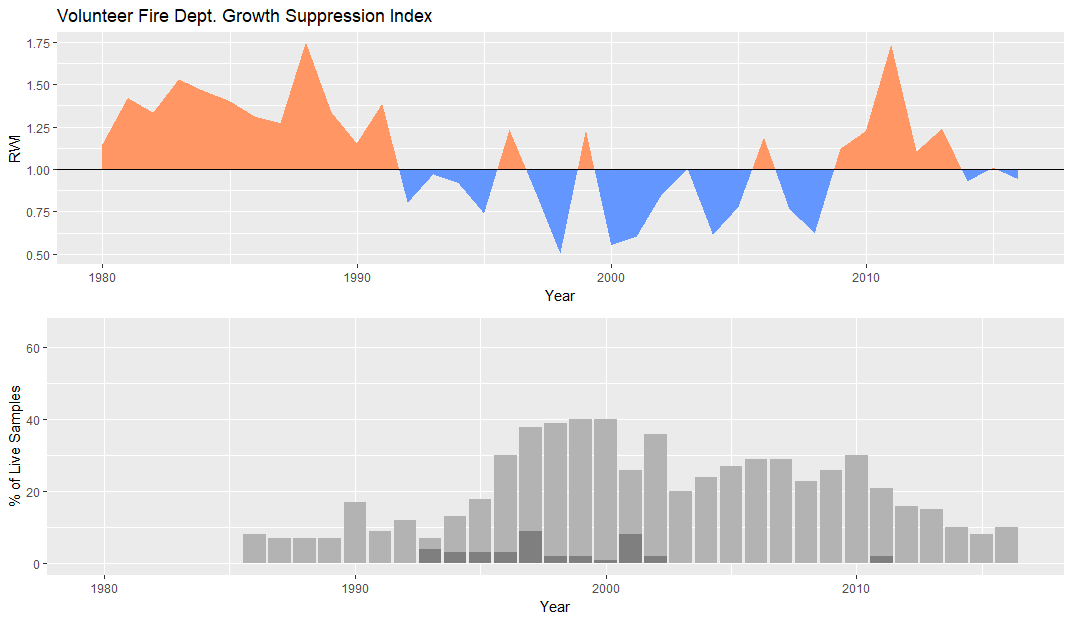 Volunteer Fire Dept. Growth Suppression Index
1.75
1.50
1.25
1.00
0.75
0.50
RWI
1980 1990 2000 2010
Year
60
40
20
0
% of Live Samples
1980 1990 2000 2010
Year